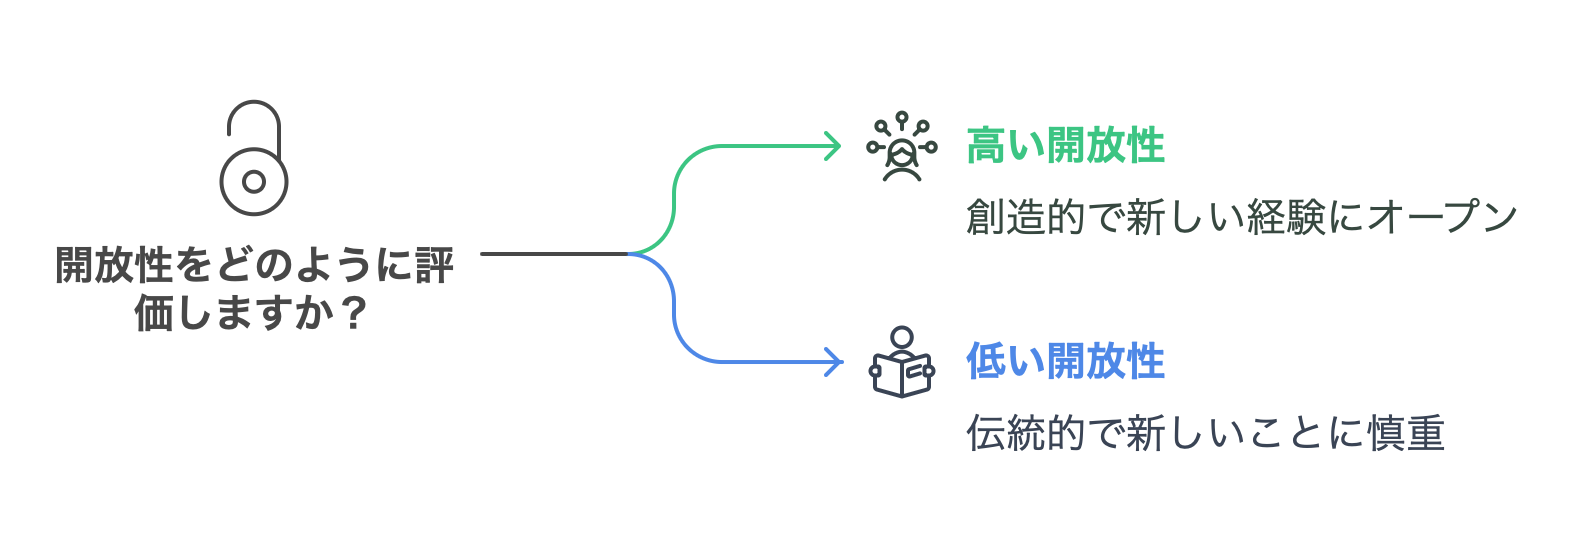 開放性をどのように評
価しますか？
高い開放性
創造的で新しい経験にオープン
低い開放性
伝統的で新しいことに慎重